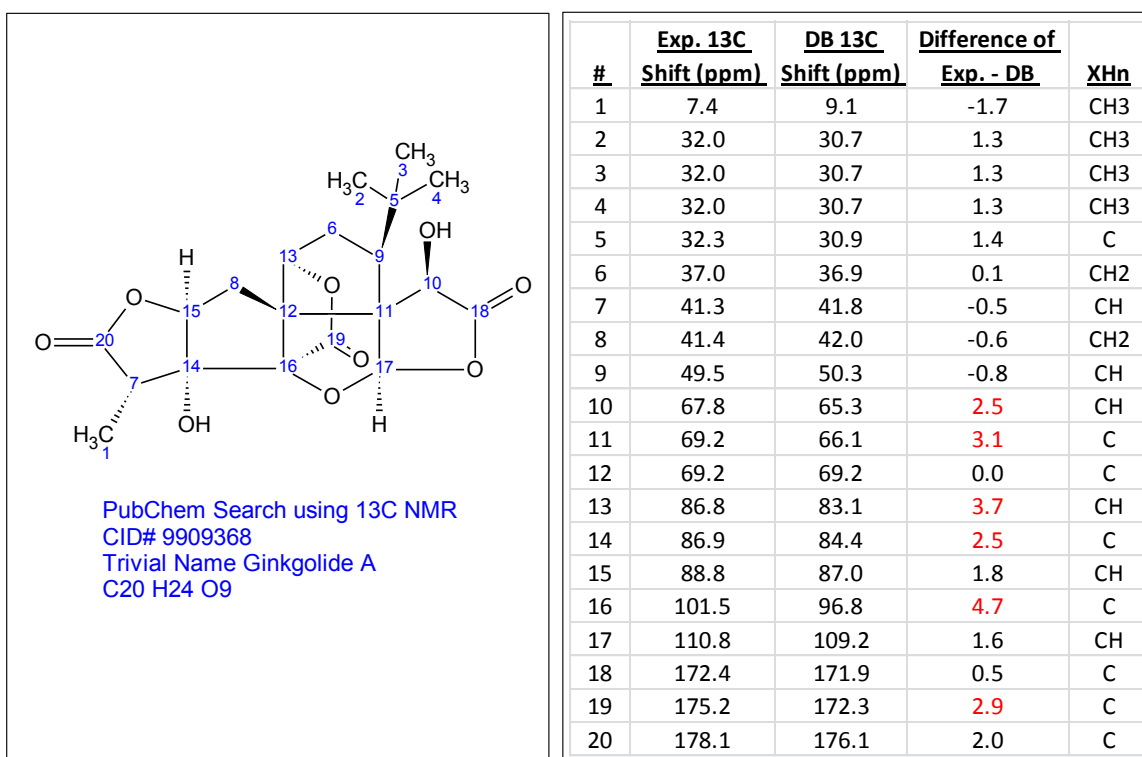 CH3
3
H3C
CH3
2
4
5
6
OH
H
13
9
8
10
O
O
O
15
12
11
18
20
19
O
14
16
17
O
O
7
O
H3C
OH
H
1
PubChem Search using 13C NMR
CID# 9909368
Trivial Name Ginkgolide A
C20 H24 O9
Exp. 13C DB 13C Difference of
# Shift (ppm) Shift (ppm) Exp. - DB XHn
1 7.4 9.1 -1.7 CH3
2 32.0 30.7 1.3 CH3
3 32.0 30.7 1.3 CH3
4 32.0 30.7 1.3 CH3
5 32.3 30.9 1.4 C
6 37.0 36.9 0.1 CH2
7 41.3 41.8 -0.5 CH
8 41.4 42.0 -0.6 CH2
9 49.5 50.3 -0.8 CH
10 67.8 65.3 2.5 CH
11 69.2 66.1 3.1 C
12 69.2 69.2 0.0 C
13 86.8 83.1 3.7 CH
14 86.9 84.4 2.5 C
15 88.8 87.0 1.8 CH
16 101.5 96.8 4.7 C
17 110.8 109.2 1.6 CH
18 172.4 171.9 0.5 C
19 175.2 172.3 2.9 C
20 178.1 176.1 2.0 C